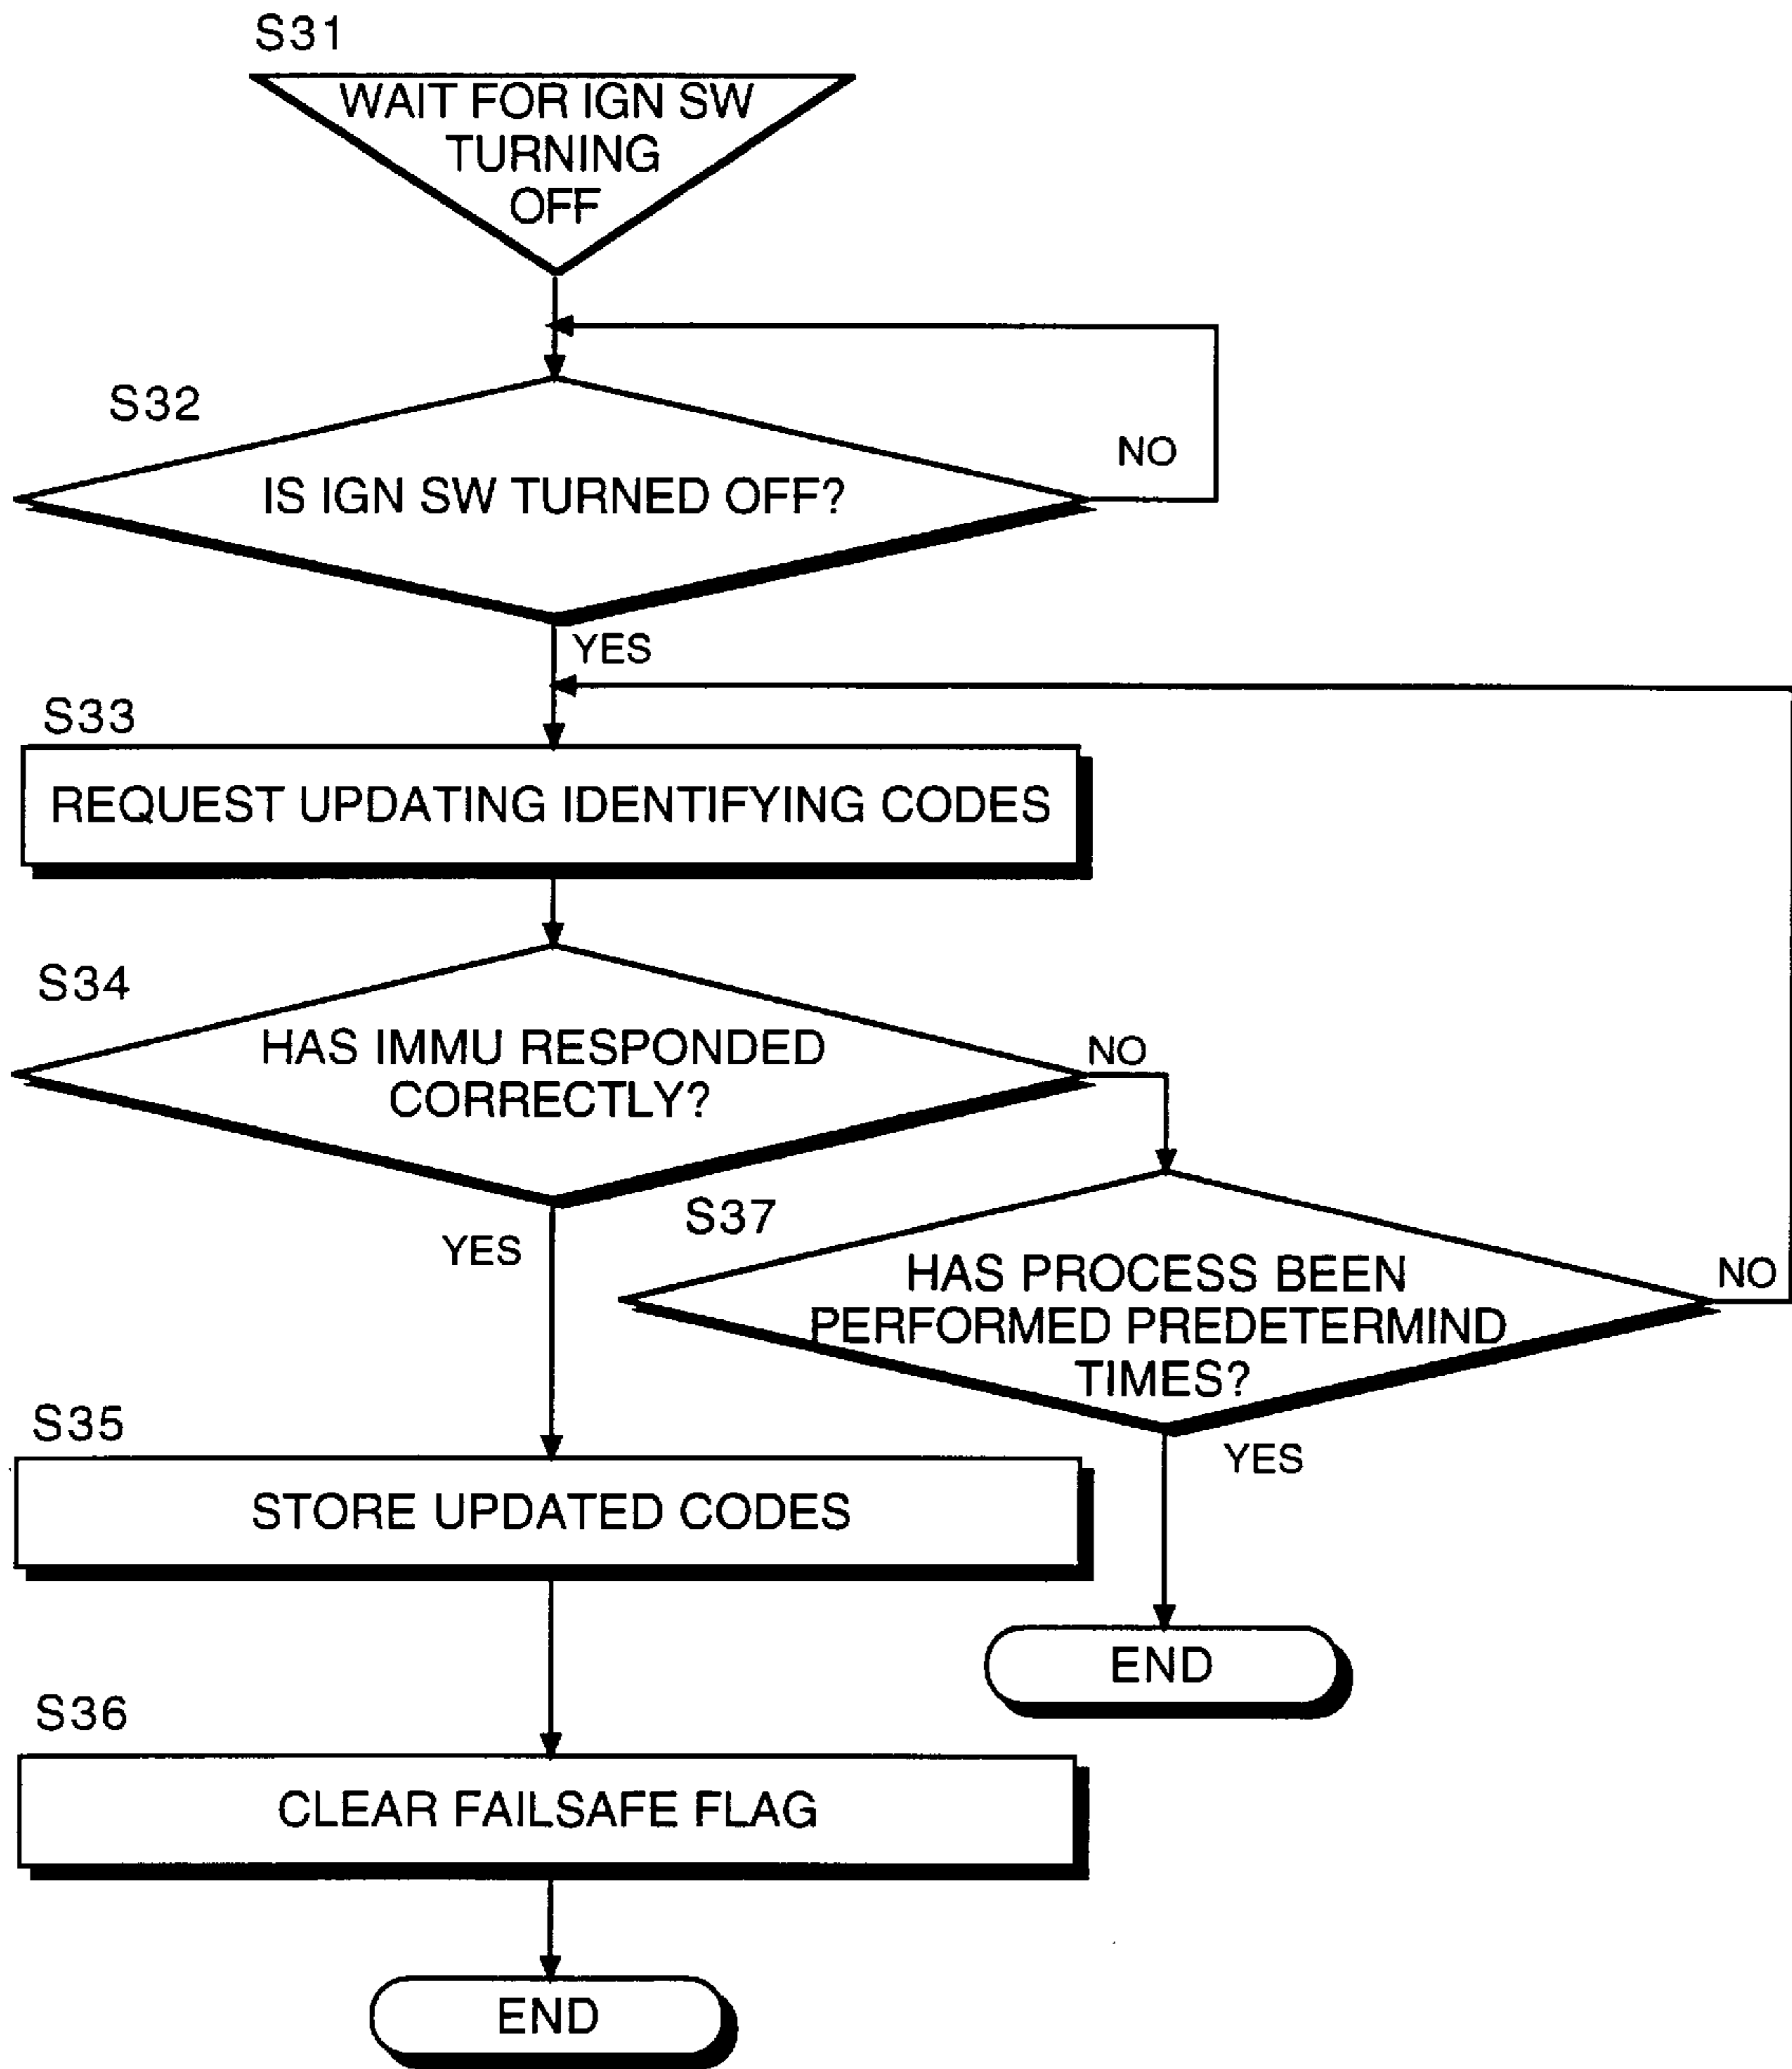 S31
WAIT FOR IGN SW
TURNING
OFF
S32
IS IGN SW TURNED OFF?
NO
YES
S33
REQUEST UPDATING IDENTIFYING CODES
S34
HAS IMMU RESPONDED
CORRECTLY?
NO
YES
S37
HAS PROCESS BEEN
PERFORMED PREDETERMIND
TIMES?
NO
YES
S35
STORE UPDATED CODES
END
S36
CLEAR FAILSAFE FLAG
END